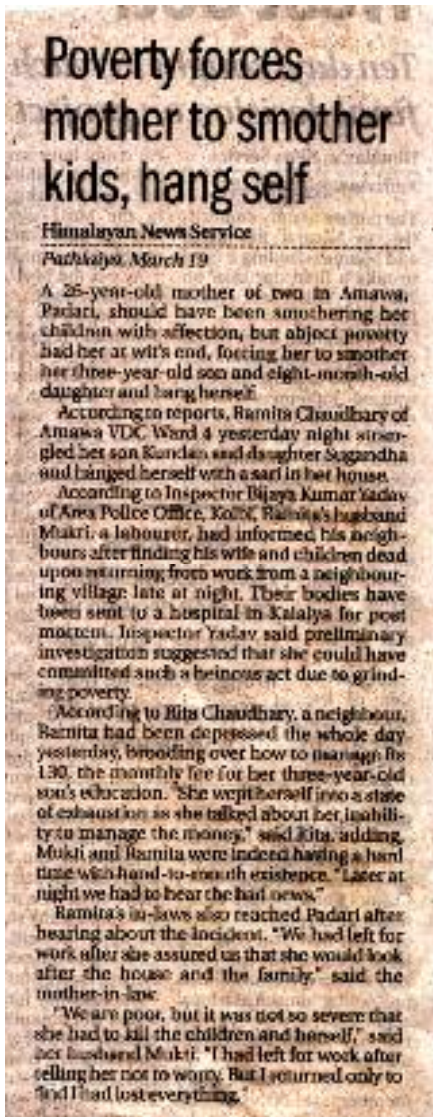 Poverty forces
mother to smother
kids, hang self
Himalayan News Service
Pathlaiya, March 19
A 26-year-old mother of two in Amawa,
Padari, should have been smothering her
children with affection, but abject poverty
had her at wit's end, forcing her to smother
her three-year-old son and eight-month-old
daughter and hang herself.
According to reports, Ramita Chaudhary of
Amawa VDC Ward 4 yesterday night stran-
gled her son Kundan and daughter Sugandha
and hanged herself with a sari in her house.
According to Inspector Bijaya Kumar Yadav
of Area Police Office, Kolbi, Ramita's husband
Mukti, a labourer, had informed his neigh-
bours after finding his wife and children dead
upon returning from work from a neighbour-
ing village late at night. Their bodies have
been sent to a hospital in Kalaiya for post
mortem. Inspector Yadav said preliminary
investigation suggested that she could have
committed such a heinous act due to grind-
ing poverty.
According to Rita Chaudhary, a neighbour,
Ramita had been depressed the whole day
yesterday, brooding over how to manage Rs
130, the monthly fee for her three-year-old
son's education. "She wept herself into a state
of exhaustion as she talked about her inabili-
ty to manage the money," said Rita, adding,
Mukti and Ramita were indeed having a hard
time with hand-to-mouth existence. "Later at
night we had to hear the bad news."
Ramita's in-laws also reached Padari after
hearing about the incident. "We had left for
work after she assured us that she would look
after the house and the family," said the
mother-in-law.
"We are poor, but it was not so severe that
she had to kill the children and herself," said
her husband Mukti. "I had left for work after
telling her not to worry. But I returned only to
find I had lost everything."